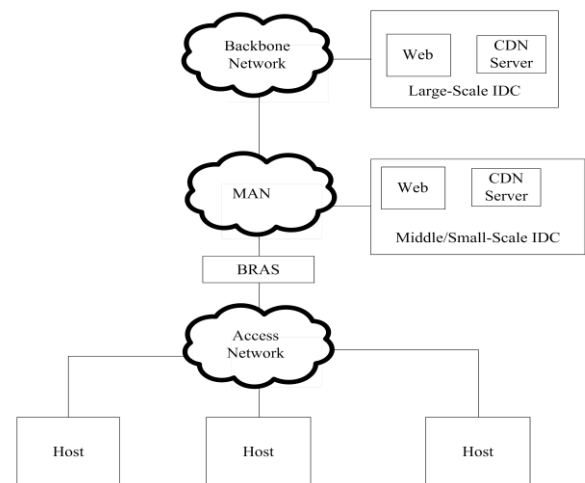 Backbone
Network
Web
CDN
Server
Large-Scale IDC
MAN
Web
CDN
Server
Middle/Small-Scale IDC
BRAS
Access
Network
Host
Host
Host